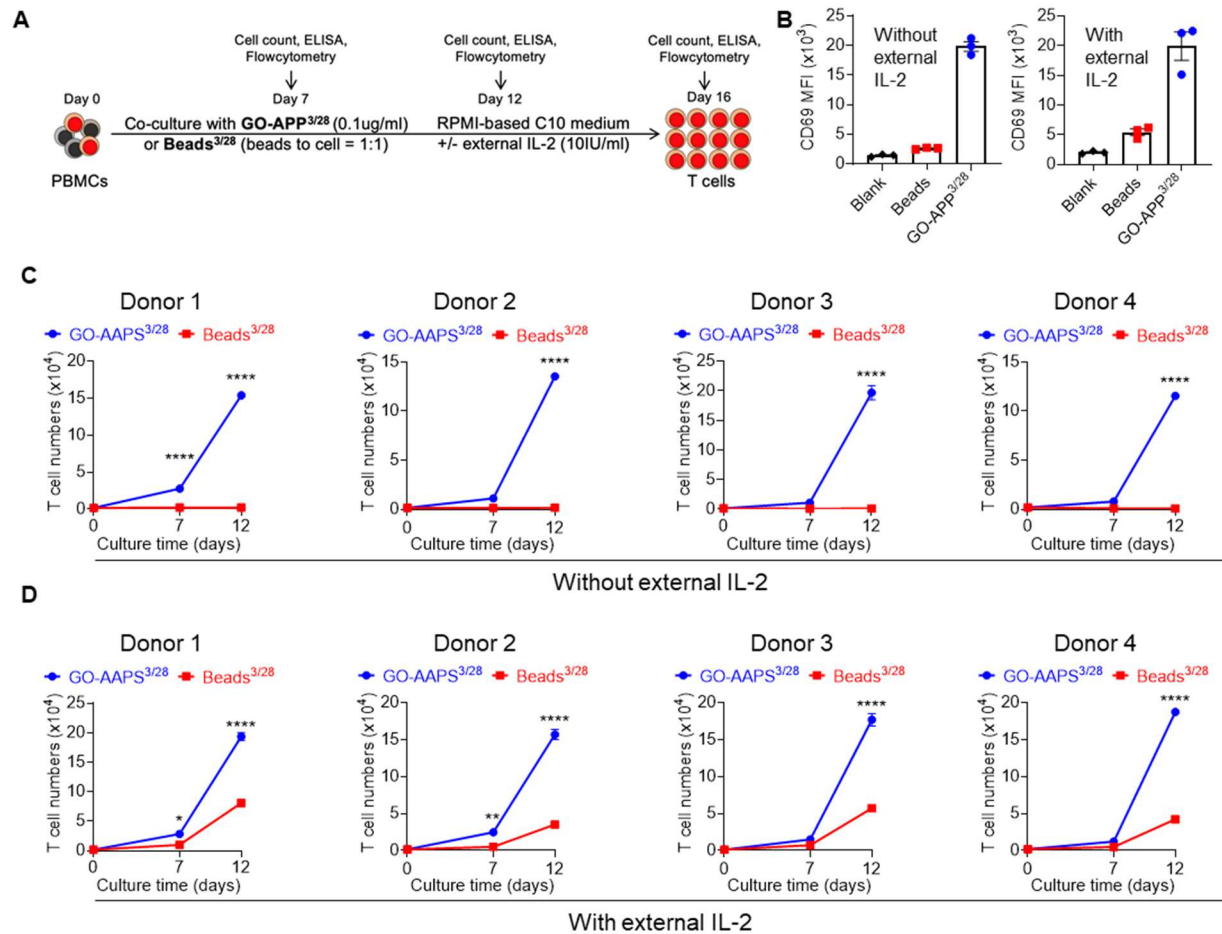 A
Cell count, ELISA,
Flowcytometry
Cell count, ELISA,
Flowcytometry
Cell count, ELISA,
Flowcytometry
Day 0
Day 7
Day 12
Day 16
Co-culture with GO-APP3/28 (0.1ug/ml)
or Beads3/28 (beads to cell = 1:1)
RPMI-based C10 medium
+/- external IL-2 (10IU/ml)
PBMCs
T cells
B
CD69 MFI (x103)
25
20
15
10
5
0
Without
external
IL-2
Blank
Beads
GO-APP3/28
CD69 MFI (x103)
25
20
15
10
5
0
With
external
IL-2
Blank
Beads
GO-APP3/28
C
Donor 1
GO-AAPS3/28 Beads3/28
T cell numbers (x104)
20
15
10
5
0
****
****
0 7 12
Culture time (days)
Donor 2
GO-AAPS3/28 Beads3/28
T cell numbers (x104)
15
10
5
0
****
0 7 12
Culture time (days)
Donor 3
GO-AAPS3/28 Beads3/28
T cell numbers (x104)
25
20
15
10
5
0
****
0 7 12
Culture time (days)
Donor 4
GO-AAPS3/28 Beads3/28
T cell numbers (x104)
15
10
5
0
****
0 7 12
Culture time (days)
Without external IL-2
D
Donor 1
GO-AAPS3/28 Beads3/28
T cell numbers (x104)
25
20
15
10
5
0
*
****
0 7 12
Culture time (days)
Donor 2
GO-AAPS3/28 Beads3/28
T cell numbers (x104)
20
15
10
5
0
**
****
0 7 12
Culture time (days)
Donor 3
GO-AAPS3/28 Beads3/28
T cell numbers (x104)
20
15
10
5
0
****
0 7 12
Culture time (days)
Donor 4
GO-AAPS3/28 Beads3/28
T cell numbers (x104)
20
15
10
5
0
****
0 7 12
Culture time (days)
With external IL-2